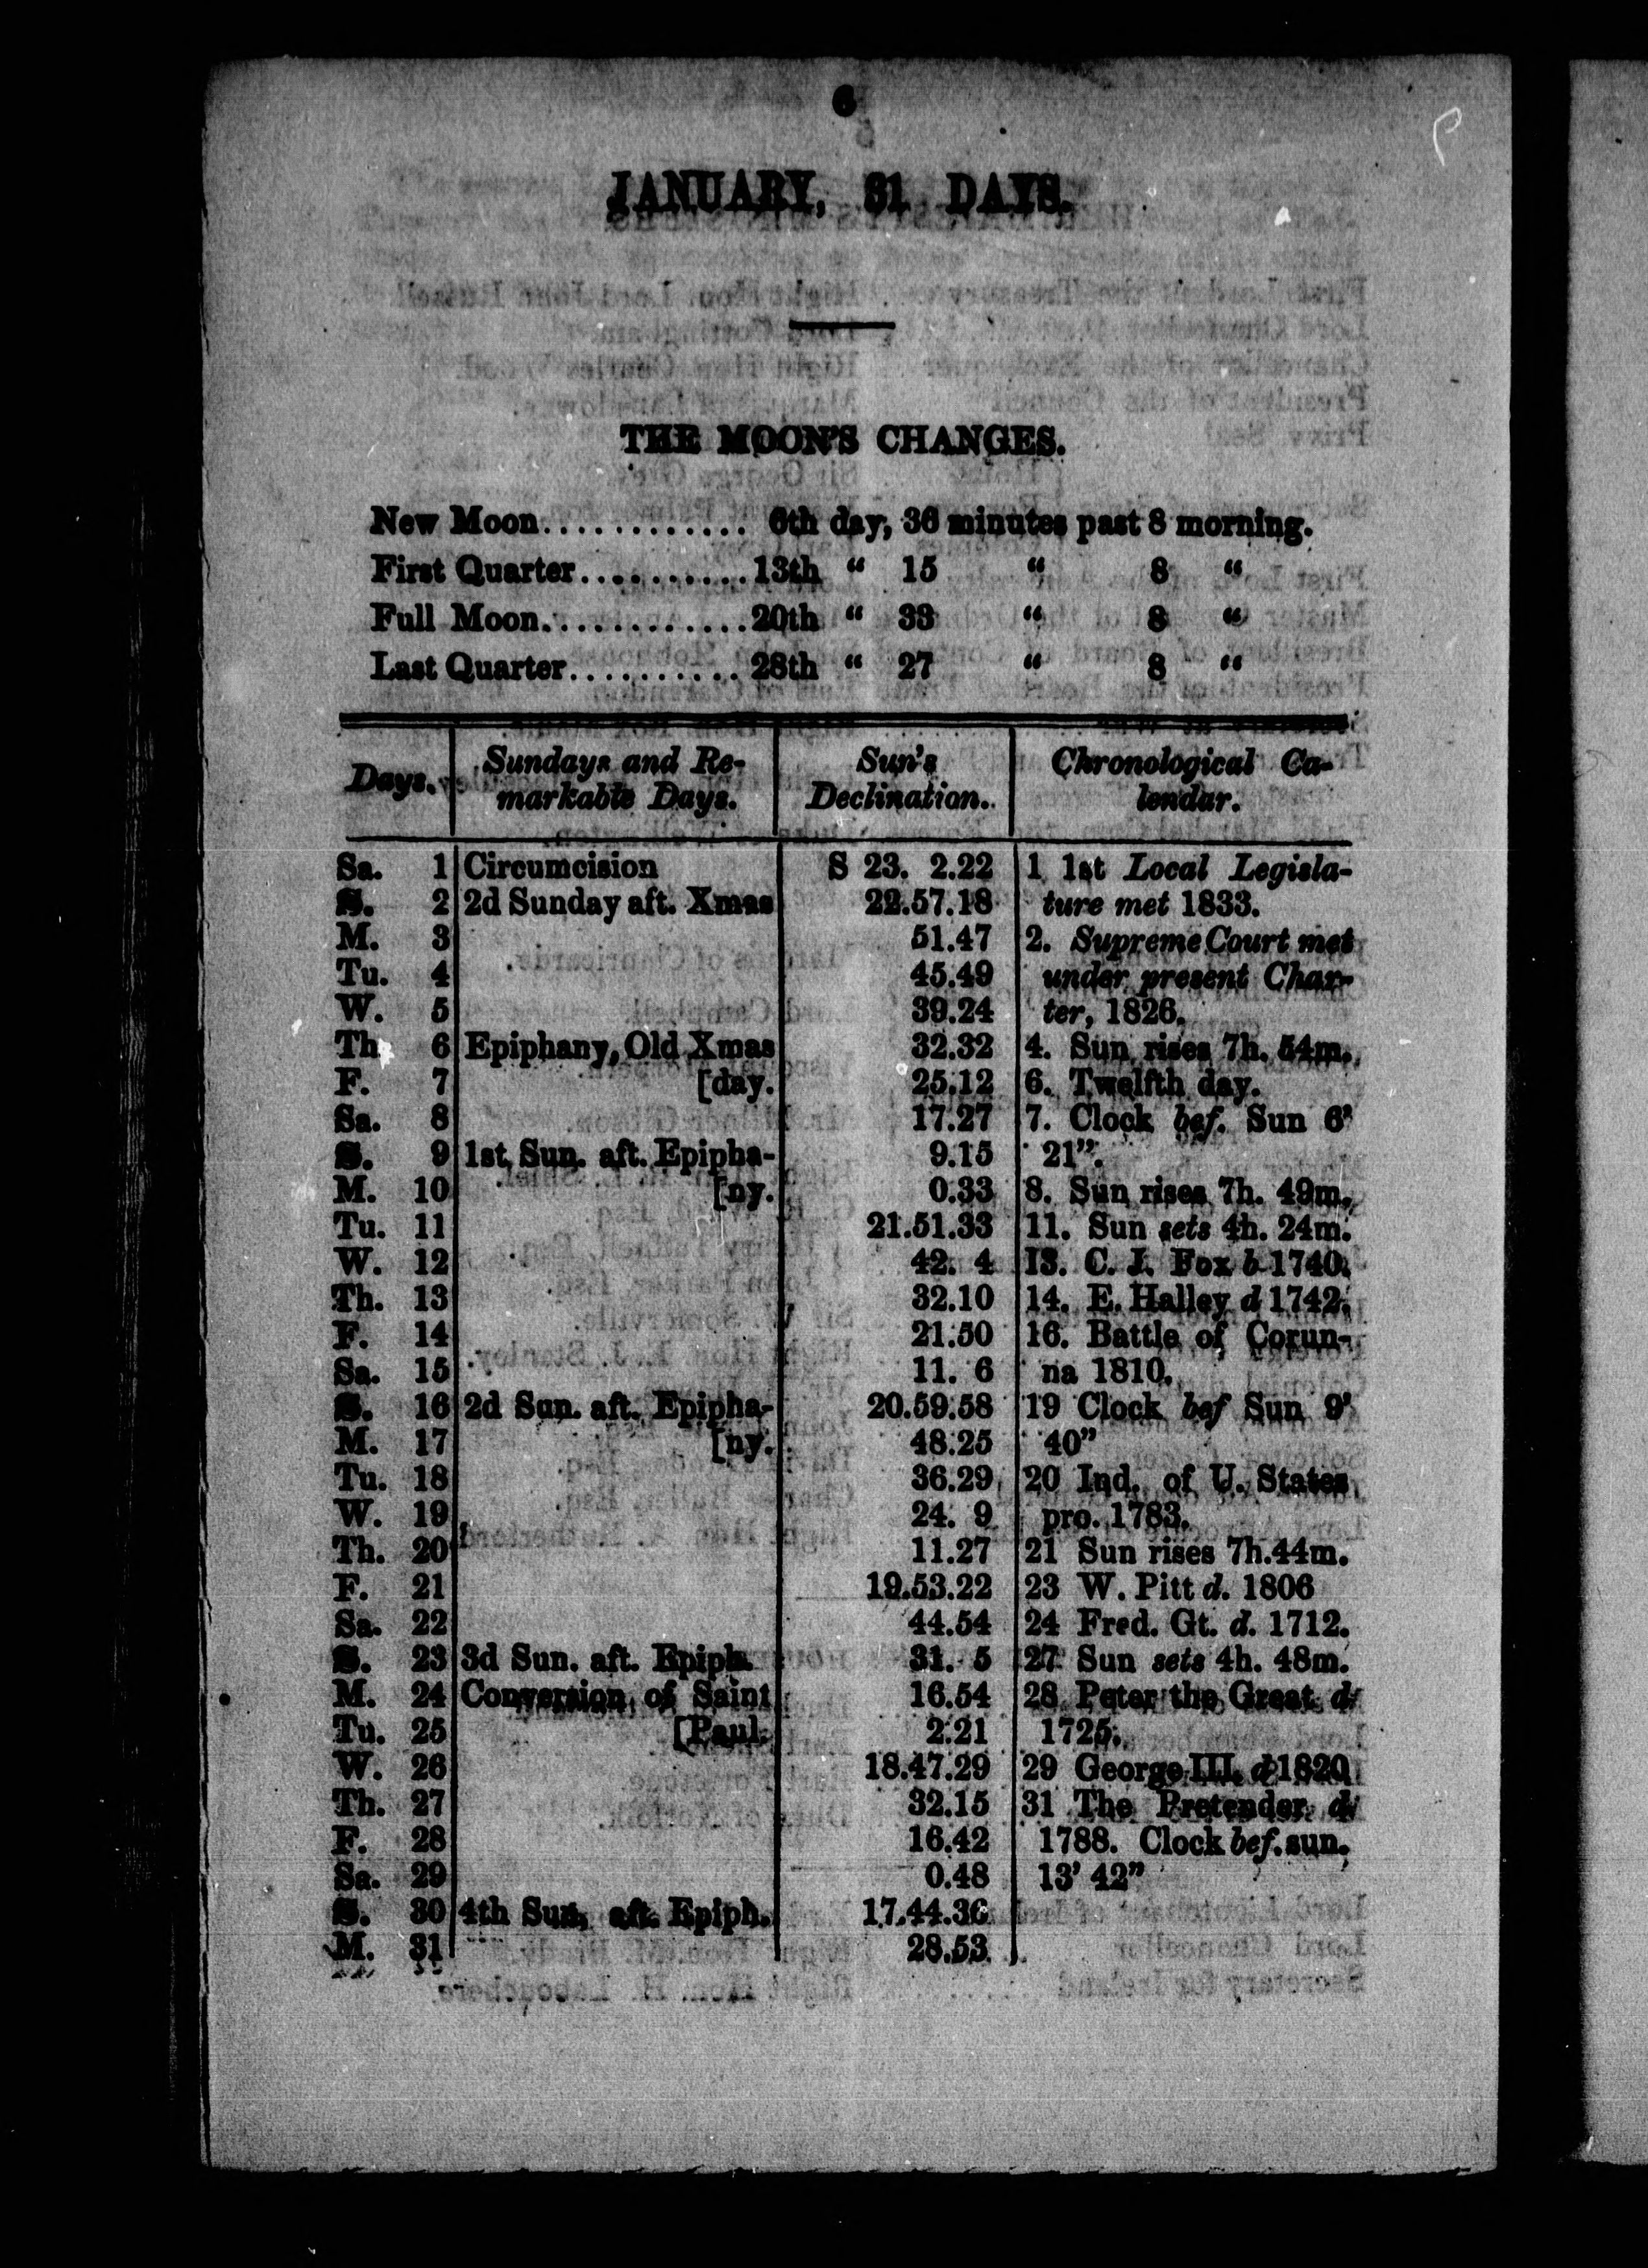 6
JANUARY, 31 DAYS.
THE MOON'S CHANGES.
New Moon............ 6th day, 36 minutes past 8 morning.
First Quarter..........13th “ 15 “ 8 “
Full Moon............20th “ 33 “ 8 “
Last Quarter.......... 28th “ 27 “ 8 “
Days. Sundays and Re- Sun's Chronological Ca-
markable Days. Declination. lendar.
Sa. 1 Circumcision S 23. 2.22 1 1st Local Legisla-
S. 2 2d Sunday aft. Xmas 22.57.18 ture met 1833.
M. 3 51.47 2. Supreme Court met
Tu. 4 45.49 under present Char-
W. 5 39.24 ter, 1826.
Th. 6 Epiphany, Old Xmas 32.32 4. Sun rises 7h. 54m.
F. 7 [day. 25.12 6. Twelfth day.
Sa. 8 17.27 7. Clock bef. Sun 6'
S. 9 1st Sun. aft. Epipha- 9.15 21”.
M. 10 [ny. 0.33 8. Sun rises 7h. 49m.
Tu. 11 21.51.33 11. Sun sets 4h. 24m.
W. 12 42. 4 13. C. J. Fox b 1740.
Th. 13 32.10 14. E. Halley d 1742.
F. 14 21.50 16. Battle of Corun-
Sa. 15 11. 6 na 1810.
S. 16 2d Sun. aft. Epipha- 20.59.58 19 Clock bef Sun 9'
M. 17 [ny. 48.25 40”
Tu. 18 36.29 20 Ind. of U. States
W. 19 24. 9 pro. 1783.
Th. 20 11.27 21 Sun rises 7h.44m.
F. 21 19.53.22 23 W. Pitt d. 1806
Sa. 22 44.54 24 Fred. Gt. d. 1712.
S. 23 3d Sun. aft. Epiph. 31. 5 27 Sun sets 4h. 48m.
M. 24 Conversion of Saint 16.54 28 Peter the Great d
Tu. 25 [Paul. 2.21 1725.
W. 26 18.47.29 29 George III. d 1820
Th. 27 32.15 31 The Pretender d
F. 28 16.42 1788. Clock bef. sun.
Sa. 29 0.48 13' 42”
S. 30 4th Sun. aft. Epiph. 17.44.36
M. 31 28.53